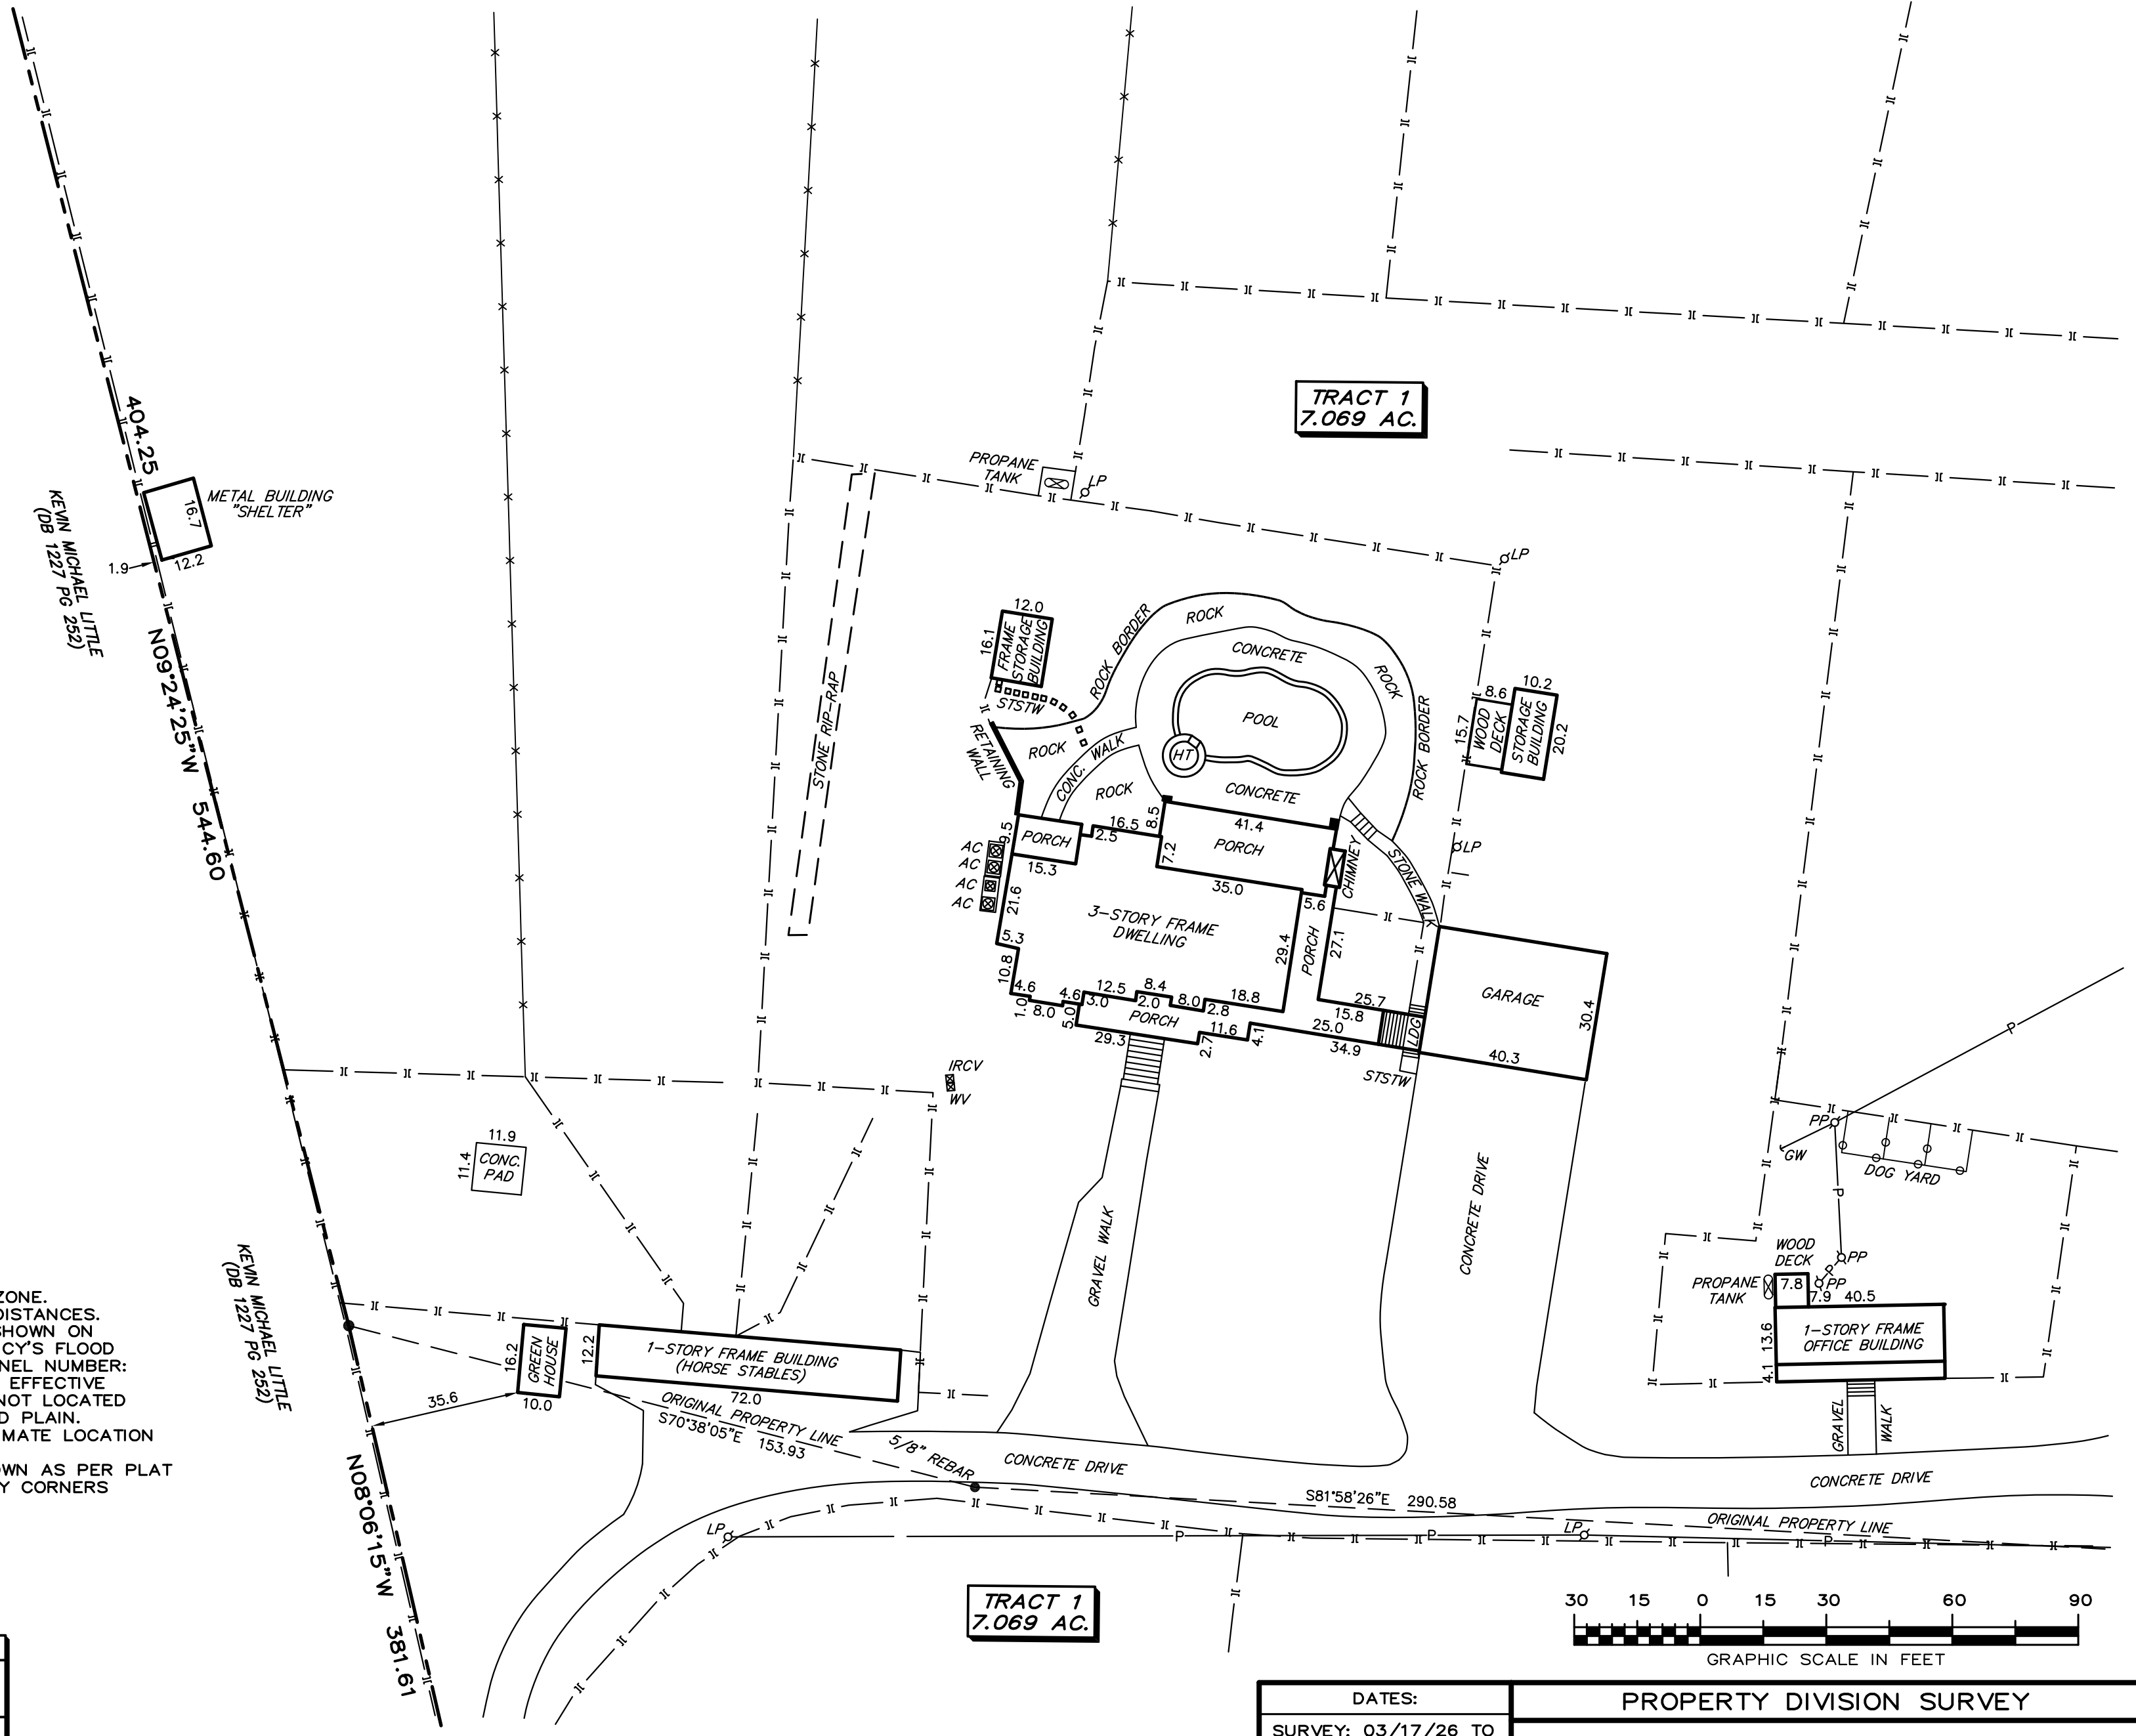 TRACT 1
7.069 AC.
404.25
METAL BUILDING
"SHELTER"
16.7
12.2
1.9
KEVIN MICHAEL LITTLE
(DB 1227 PG 252)
N09°24'25"W 544.60
PROPANE
TANK
LP
LP
STONE RIP-RAP
12.0
16.1
FRAME
STORAGE
BUILDING
STSTW
ROCK BORDER
ROCK
CONCRETE
ROCK
ROCK BORDER
POOL
HT
RETAINING
WALL
ROCK
CONC. WALK
ROCK
CONCRETE
8.6
10.2
15.7
WOOD
DECK
STORAGE
BUILDING
20.2
LP
9.5
PORCH
15.3
2.5
16.5
8.5
41.4
PORCH
7.2
35.0
CHIMNEY
STONE WALK
5.6
AC
AC
AC
AC
21.6
3-STORY FRAME
DWELLING
29.4
PORCH
27.1
5.3
10.8
4.6
1.0
8.0
4.6
5.0
3.0
12.5
8.4
2.0
8.0
18.8
2.8
PORCH
29.3
2.7
11.6
4.1
25.7
15.8
25.0
34.9
LDG
STSTW
GARAGE
30.4
40.3
IRCV
WV
11.9
11.4
CONC.
PAD
GRAVEL WALK
CONCRETE DRIVE
P
PP
GW
DOG YARD
P
WOOD
DECK
PP
P
PP
PROPANE
TANK
7.8
7.9
40.5
13.6
4.1
1-STORY FRAME
OFFICE BUILDING
GRAVEL
WALK
KEVIN MICHAEL LITTLE
(DB 1227 PG 252)
16.2
GREEN
HOUSE
10.0
35.6
12.2
1-STORY FRAME BUILDING
(HORSE STABLES)
72.0
ORIGINAL PROPERTY LINE
S70°38'05"E 153.93
5/8" REBAR
CONCRETE DRIVE
CONCRETE DRIVE
S81°58'26"E 290.58
ORIGINAL PROPERTY LINE
LP
P
P
LP
P
N08°06'15"W 381.61
ZONE.
DISTANCES.
SHOWN ON
CY'S FLOOD
NEL NUMBER:
EFFECTIVE
NOT LOCATED
D PLAIN.
MATE LOCATION
WN AS PER PLAT
Y CORNERS
TRACT 1
7.069 AC.
30 15 0 15 30 60 90
GRAPHIC SCALE IN FEET
DATES:
SURVEY: 03/17/26 TO
PROPERTY DIVISION SURVEY